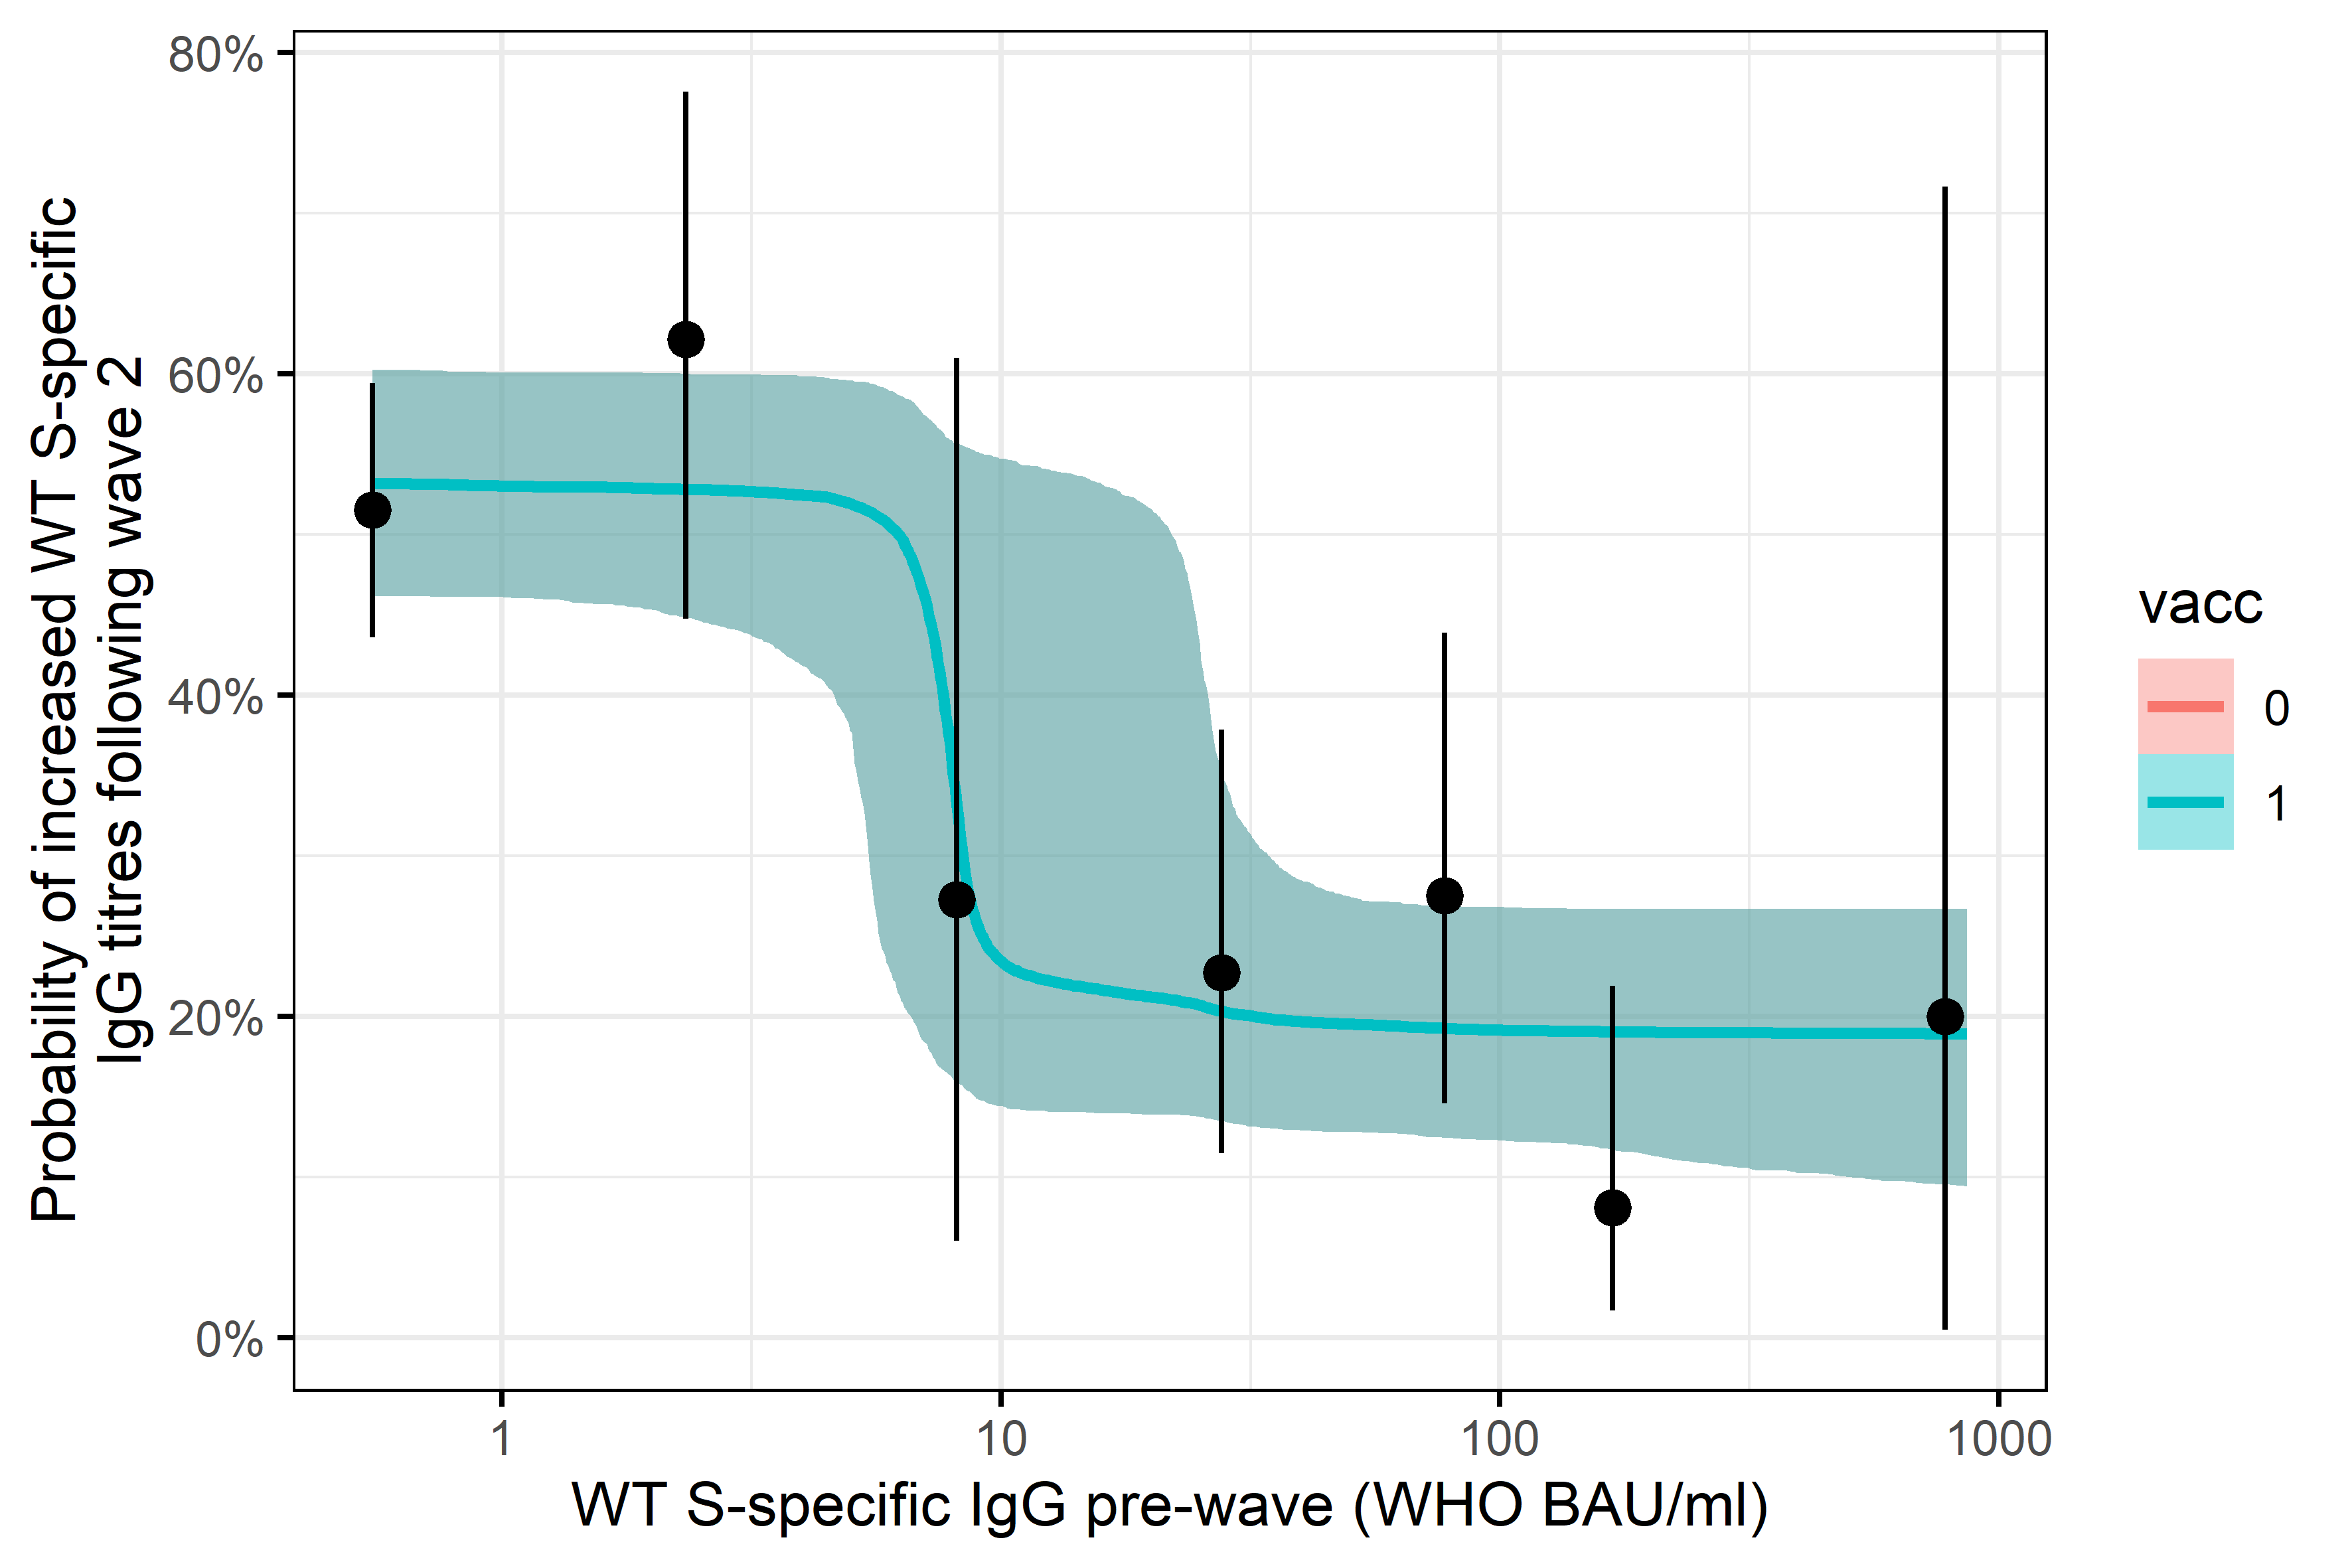 Probability of increased WT S-specific
IgG titres following wave 2
80%
60%
40%
20%
0%
1
10
100
1000
WT S-specific IgG pre-wave (WHO BAU/ml)
vacc
0
1